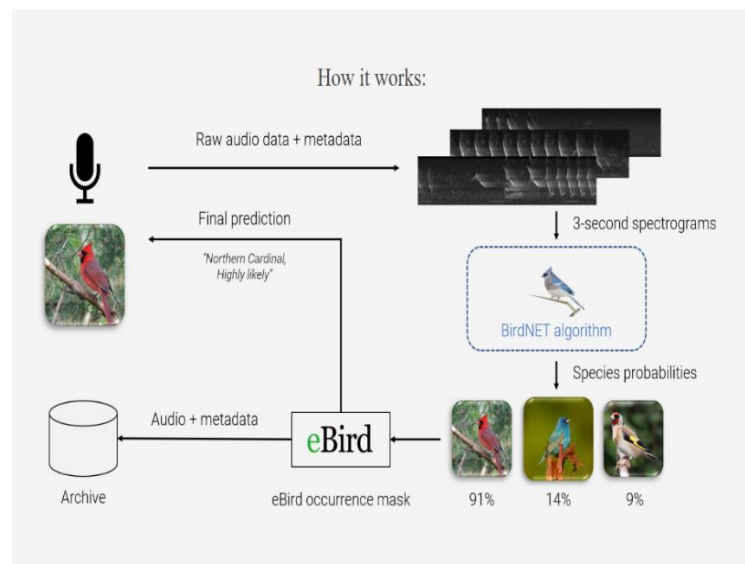 How it works:
Raw audio data + metadata
Final prediction
"Northern Cardinal,
Highly likely"
3-second spectrograms
BirdNET algorithm
Species probabilities
Audio + metadata
eBird
Archive
eBird occurrence mask
91%
14%
9%